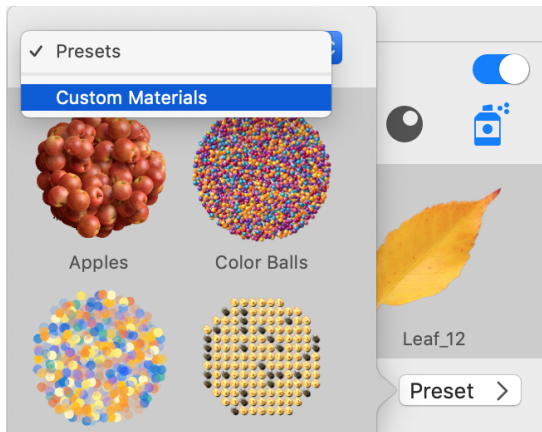 Presets
Custom Materials
Apples
Color Balls
Leaf_12
Preset